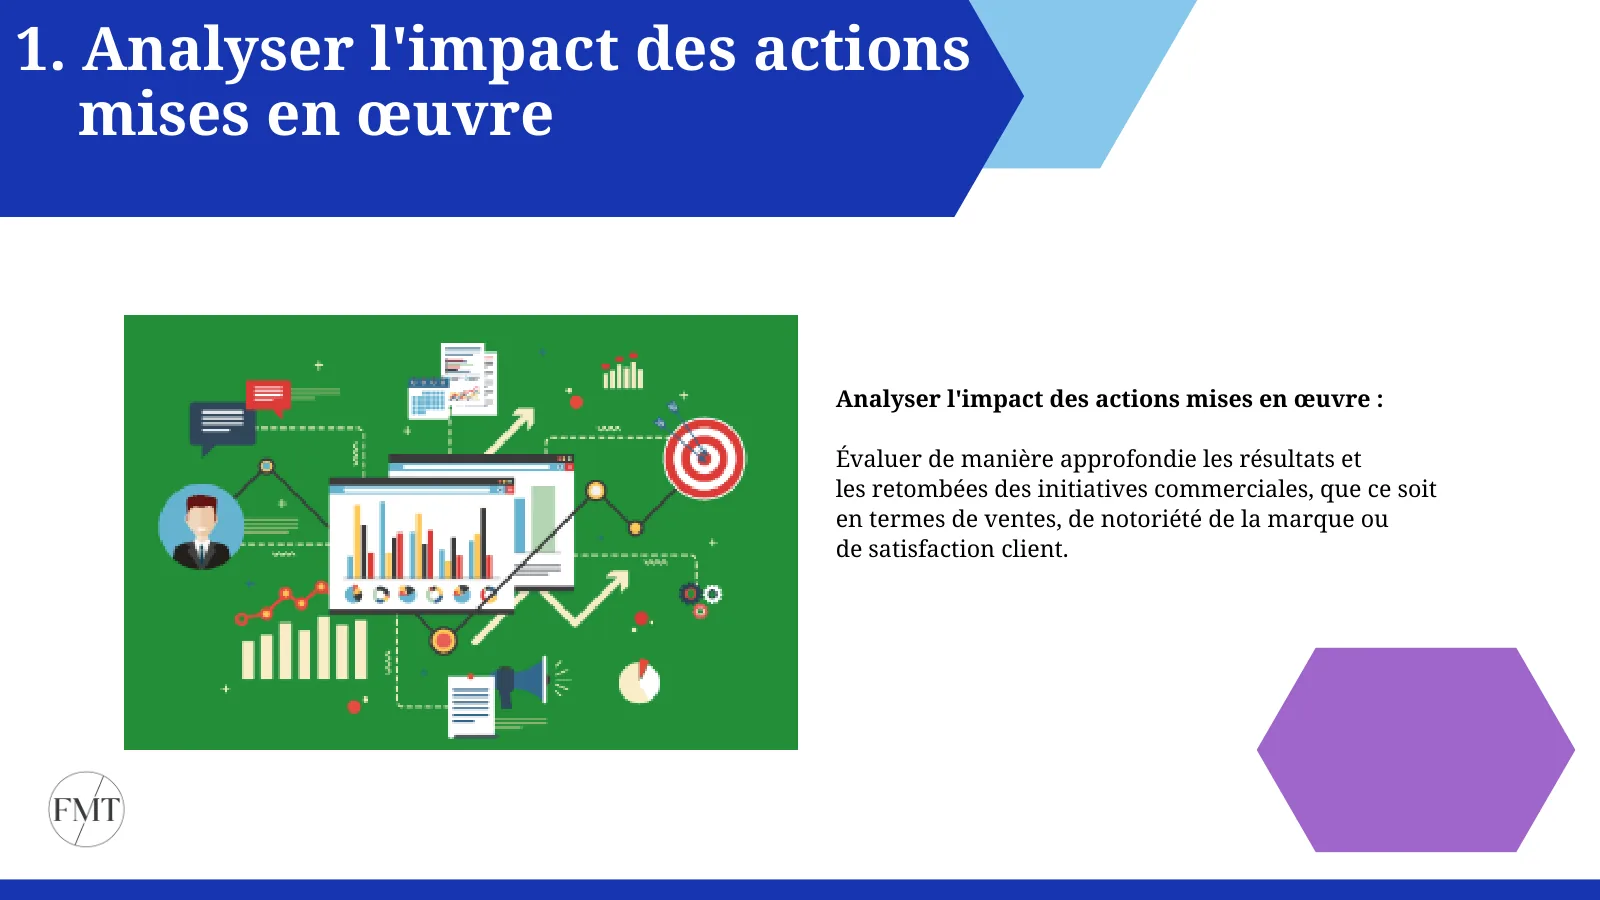 1. Analyser l'impact des actions
mises en œuvre
Analyser l'impact des actions mises en œuvre :
Évaluer de manière approfondie les résultats et
les retombées des initiatives commerciales, que ce soit
en termes de ventes, de notoriété de la marque ou
de satisfaction client.
FMT